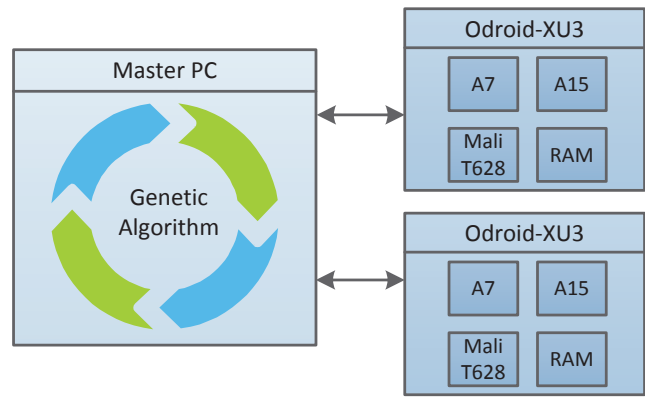 Master PC
Genetic
Algorithm
Odroid-XU3
A7
A15
Mali
T628
RAM
Odroid-XU3
A7
A15
Mali
T628
RAM